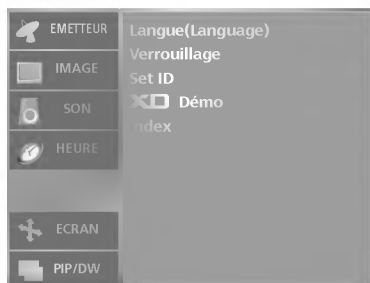 EMETTEUR
IMAGE
SON
HEURE
ECRAN
PIP/DW
Langue(Language)
Verrouillage
Set ID
XD Démo
Index